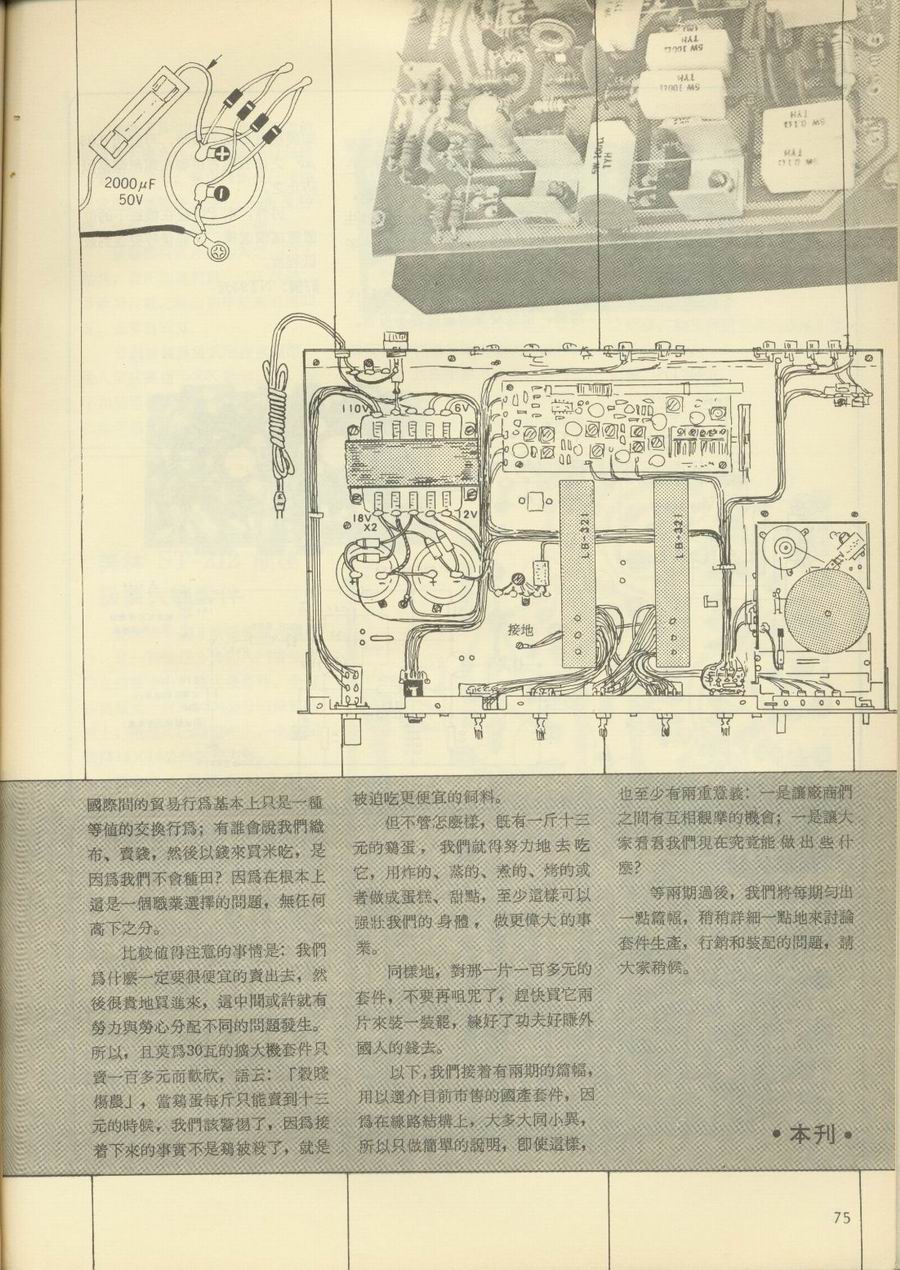 2000μF
50V
TYH
5W 100Ω
TYH
5W 100Ω
5W 0.1Ω
110V
6V
18V
X2
12V
LB-321
LB-321
接地
國際間的貿易行爲基本上只是一種
等値的交換行爲；有誰會說我們織
布、賣錢，然後以錢來買米吃，是
因爲我們不會種田？因爲在根本上
這是一個職業選擇的問題，無任何
高下之分。
比較値得注意的事情是：我們
爲什麼一定要很便宜的賣出去，然
後很貴地買進來，這中間或許就有
勞力與勞心分配不同的問題發生。
所以，且莫爲30瓦的擴大機套件只
賣一百多元而歡欣，語云：「穀賤
傷農」，當鷄蛋每斤只能賣到十三
元的時候，我們該警惕了，因爲接
着下來的事實不是鷄被殺了，就是
被迫吃更便宜的飼料。
但不管怎麼樣，旣有一斤十三
元的鷄蛋，我們就得努力地去吃
它，用炸的、蒸的、煮的、烤的或
者做成蛋糕、甜點，至少這樣可以
强壯我們的身體，做更偉大的事
業。
同樣地，對那一片一百多元的
套件，不要再咀咒了，趕快買它兩
片來裝一裝罷，練好了功夫好賺外
國人的錢去。
以下，我們接着有兩期的篇幅，
用以選介目前市售的國產套件，因
爲在線路結構上，大多大同小異，
所以只做簡單的說明，即使這樣，
也至少有兩重意義：一是讓廠商們
之間有互相觀摩的機會；一是讓大
家看看我們現在究竟能做出些什
麼？
等兩期過後，我們將每期勻出
一點篇幅，稍稍詳細一點地來討論
套件生產，行銷和裝配的問題，請
大家稍候。
•本刊•
75